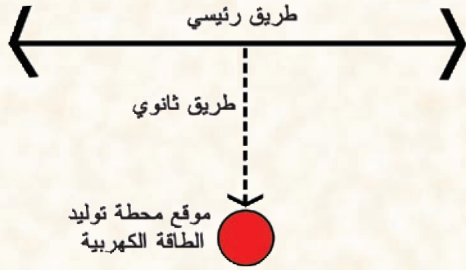 طريق رئيسي
طريق ثانوي
موقع محطة توليد
الطاقة الكهربية